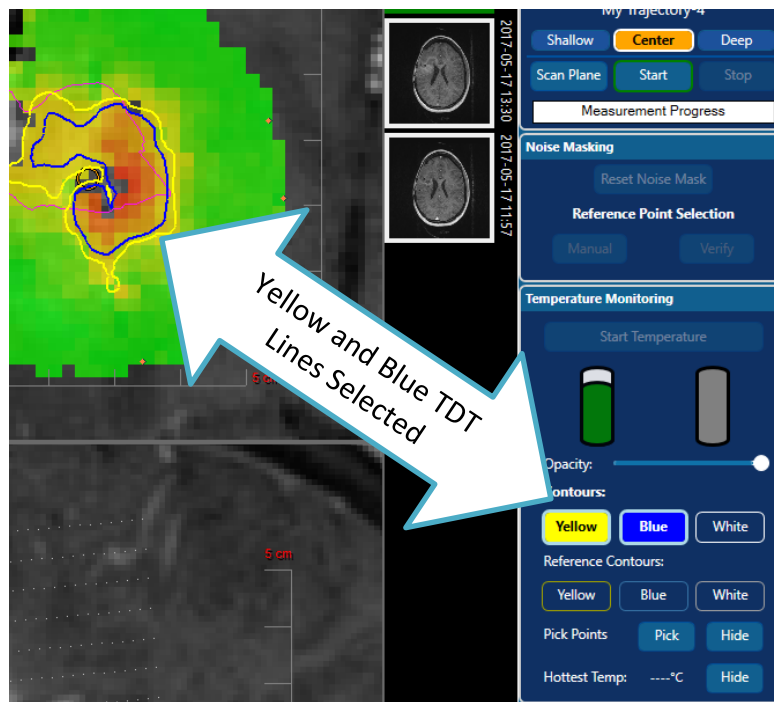 My Trajectory-4
Shallow Center Deep
Scan Plane Start Stop
Measurement Progress
Noise Masking
Reset Noise Mask
Reference Point Selection
Manual Verify
Temperature Monitoring
Start Temperature
Opacity:
Contours:
Yellow Blue White
Reference Contours:
Yellow Blue White
Pick Points Pick Hide
Hottest Temp: ----°C Hide
2017-05-17 13:30
2017-05-17 11:57
Yellow and Blue TDT
Lines Selected
5 cm
5 cm